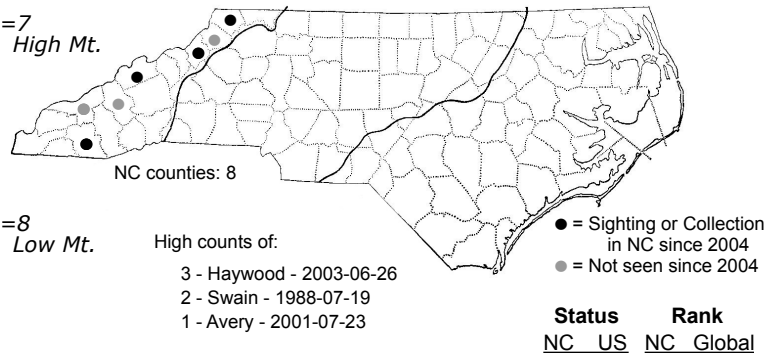 =7
High Mt.
NC counties: 8
=8
Low Mt.
High counts of:
3 - Haywood - 2003-06-26
2 - Swain - 1988-07-19
1 - Avery - 2001-07-23
= Sighting or Collection
in NC since 2004
= Not seen since 2004
Status Rank
NC US NC Global